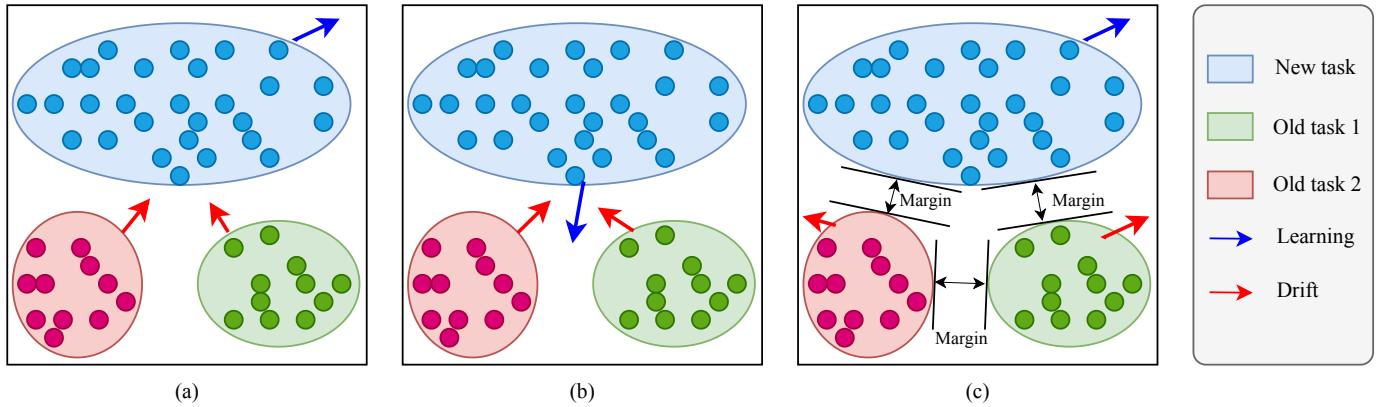 New task
Old task 1
Old task 2
Learning
Drift
Margin
Margin
Margin
(a)
(b)
(c)